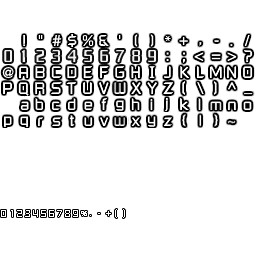 ! " # $ % & ' ( ) * + , - . /
0 1 2 3 4 5 6 7 8 9 : ; < = > ?
@ A B C D E F G H I J K L M N O
P Q R S T U V W X Y Z ( \ ) ^ _
a b c d e f g h i j k l m n o
p q r s t u v w x y z ( | ) ~
0123456789%. - + ( )